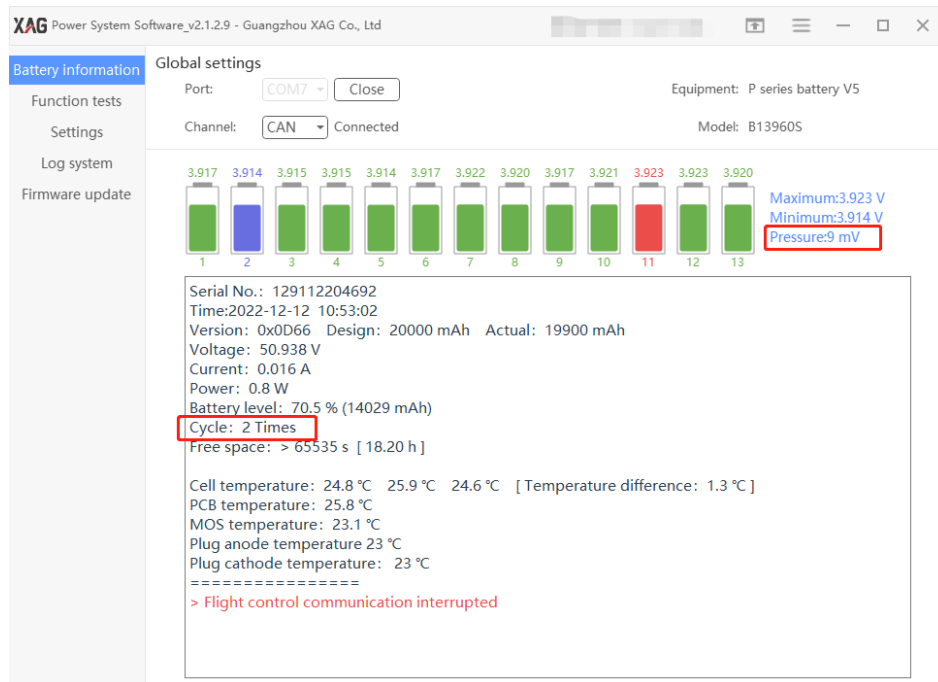 XAG Power System Software_v2.1.2.9 - Guangzhou XAG Co., Ltd
Battery information
Function tests
Settings
Log system
Firmware update
Global settings
Port: COM7 Close Equipment: P series battery V5
Channel: CAN Connected Model: B13960S
3.917 3.914 3.915 3.915 3.914 3.917 3.922 3.920 3.917 3.921 3.923 3.923 3.920
1 2 3 4 5 6 7 8 9 10 11 12 13
Maximum:3.923 V
Minimum:3.914 V
Pressure:9 mV
Serial No.: 129112204692
Time:2022-12-12 10:53:02
Version: 0x0D66 Design: 20000 mAh Actual: 19900 mAh
Voltage: 50.938 V
Current: 0.016 A
Power: 0.8 W
Battery level: 70.5 % (14029 mAh)
Cycle: 2 Times
Free space: > 65535 s [ 18.20 h ]
Cell temperature: 24.8 ℃ 25.9 ℃ 24.6 ℃ [ Temperature difference: 1.3 ℃ ]
PCB temperature: 25.8 ℃
MOS temperature: 23.1 ℃
Plug anode temperature 23 ℃
Plug cathode temperature: 23 ℃
================
> Flight control communication interrupted